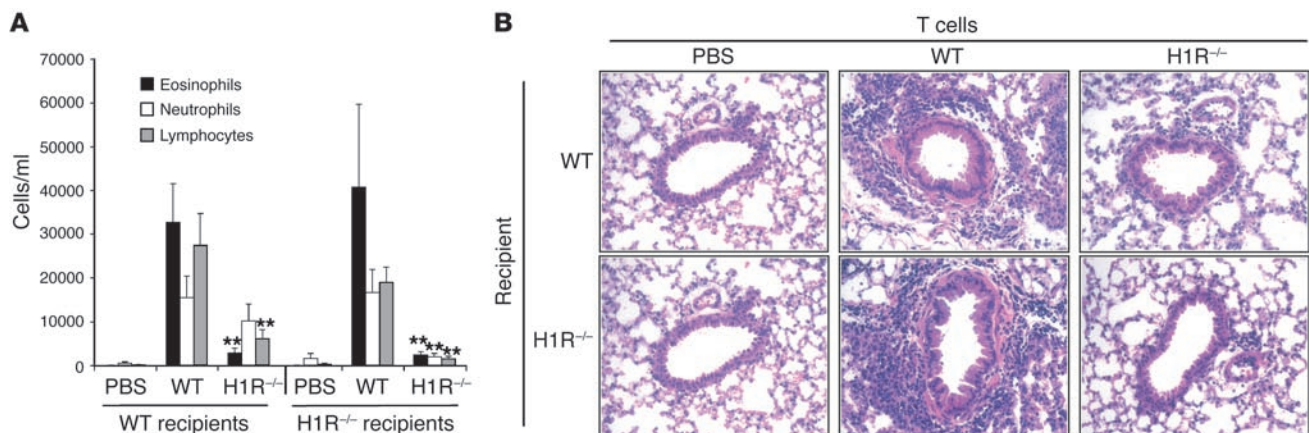 A
70000
60000
50000
40000
30000
20000
10000
0
Cells/ml
Eosinophils
Neutrophils
Lymphocytes
** ** ** ** **
PBS WT H1R−/− PBS WT H1R−/−
WT recipients H1R−/− recipients
B
T cells
PBS WT H1R−/−
Recipient
WT
H1R−/−